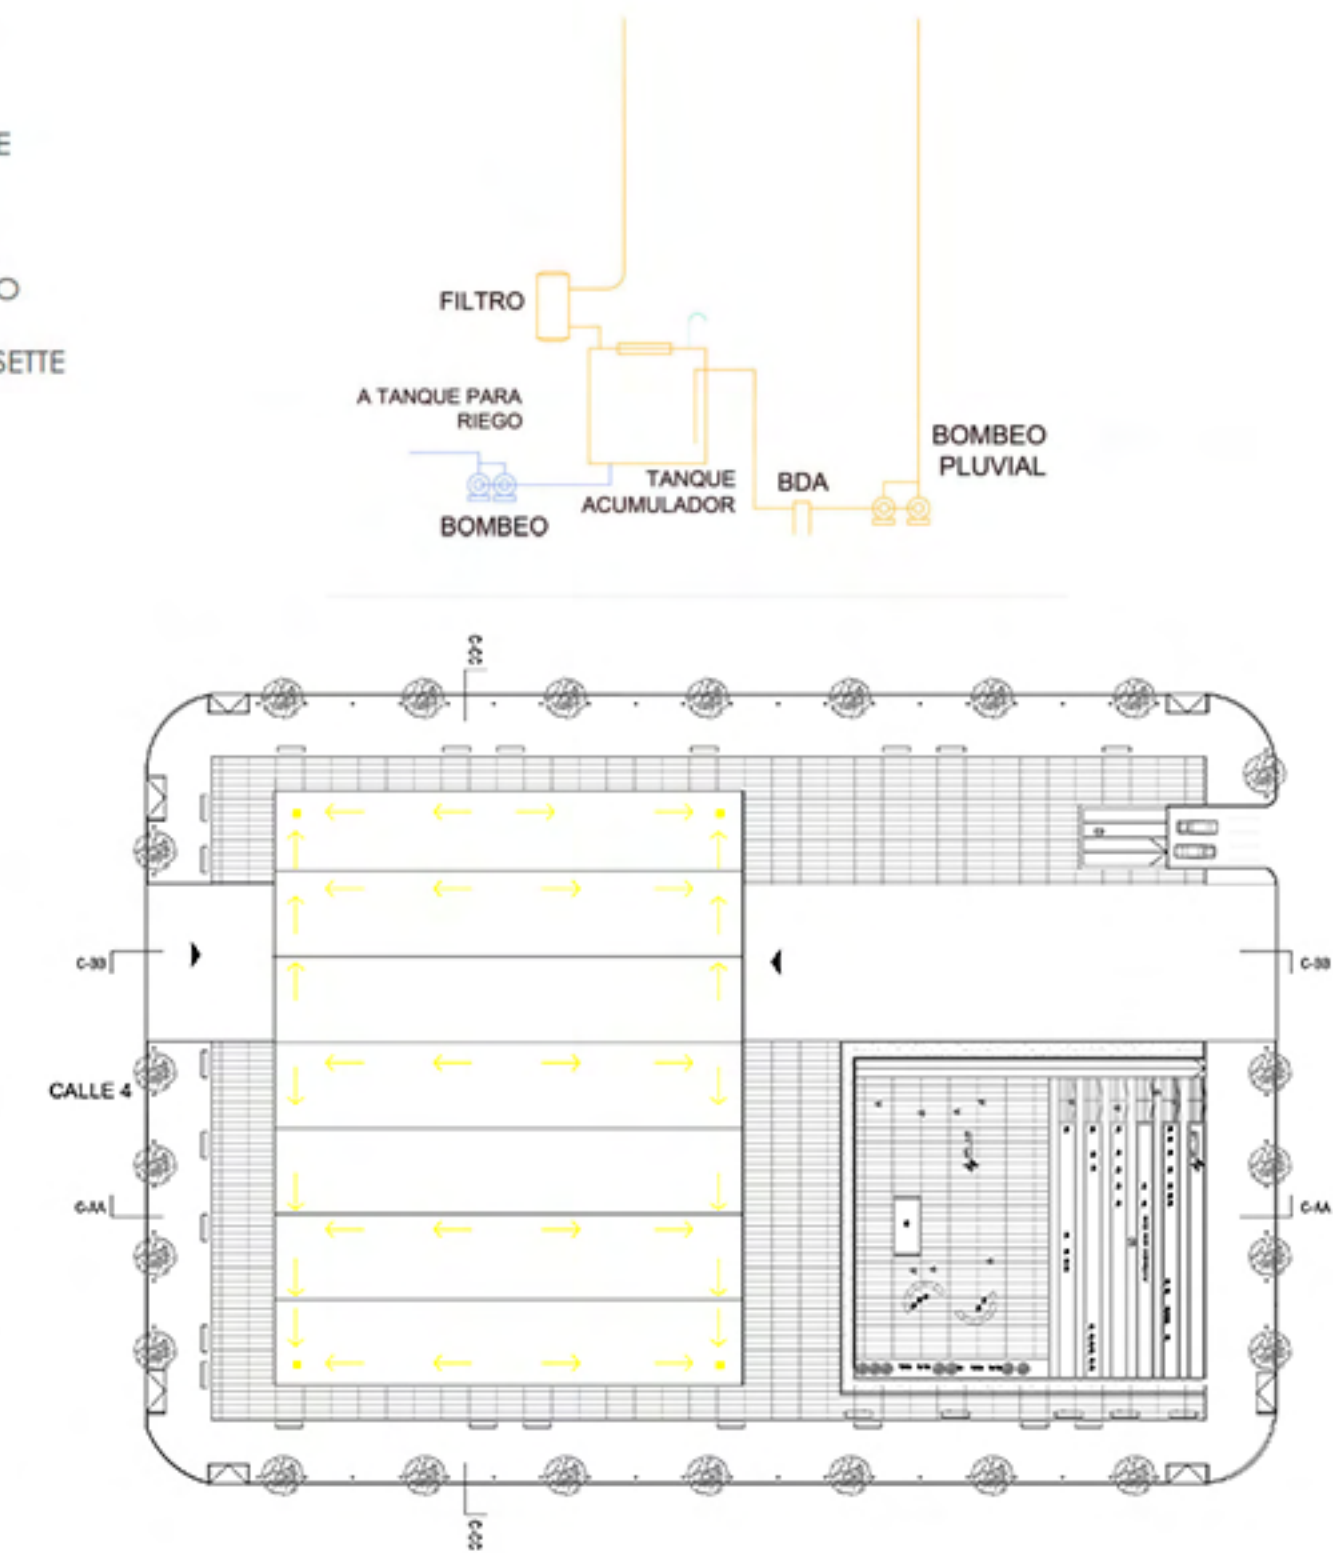 E
O
SETTE
FILTRO
A TANQUE PARA
RIEGO
BOMBEO
TANQUE
ACUMULADOR
BDA
BOMBEO
PLUVIAL
C-CC
C-BB
C-BB
CALLE 4
C-AA
C-AA
C-CC